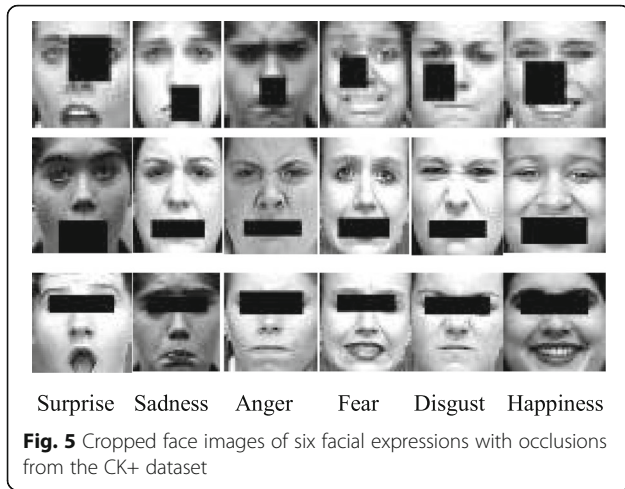 Surprise Sadness Anger Fear Disgust Happiness
Fig. 5 Cropped face images of six facial expressions with occlusions
from the CK+ dataset